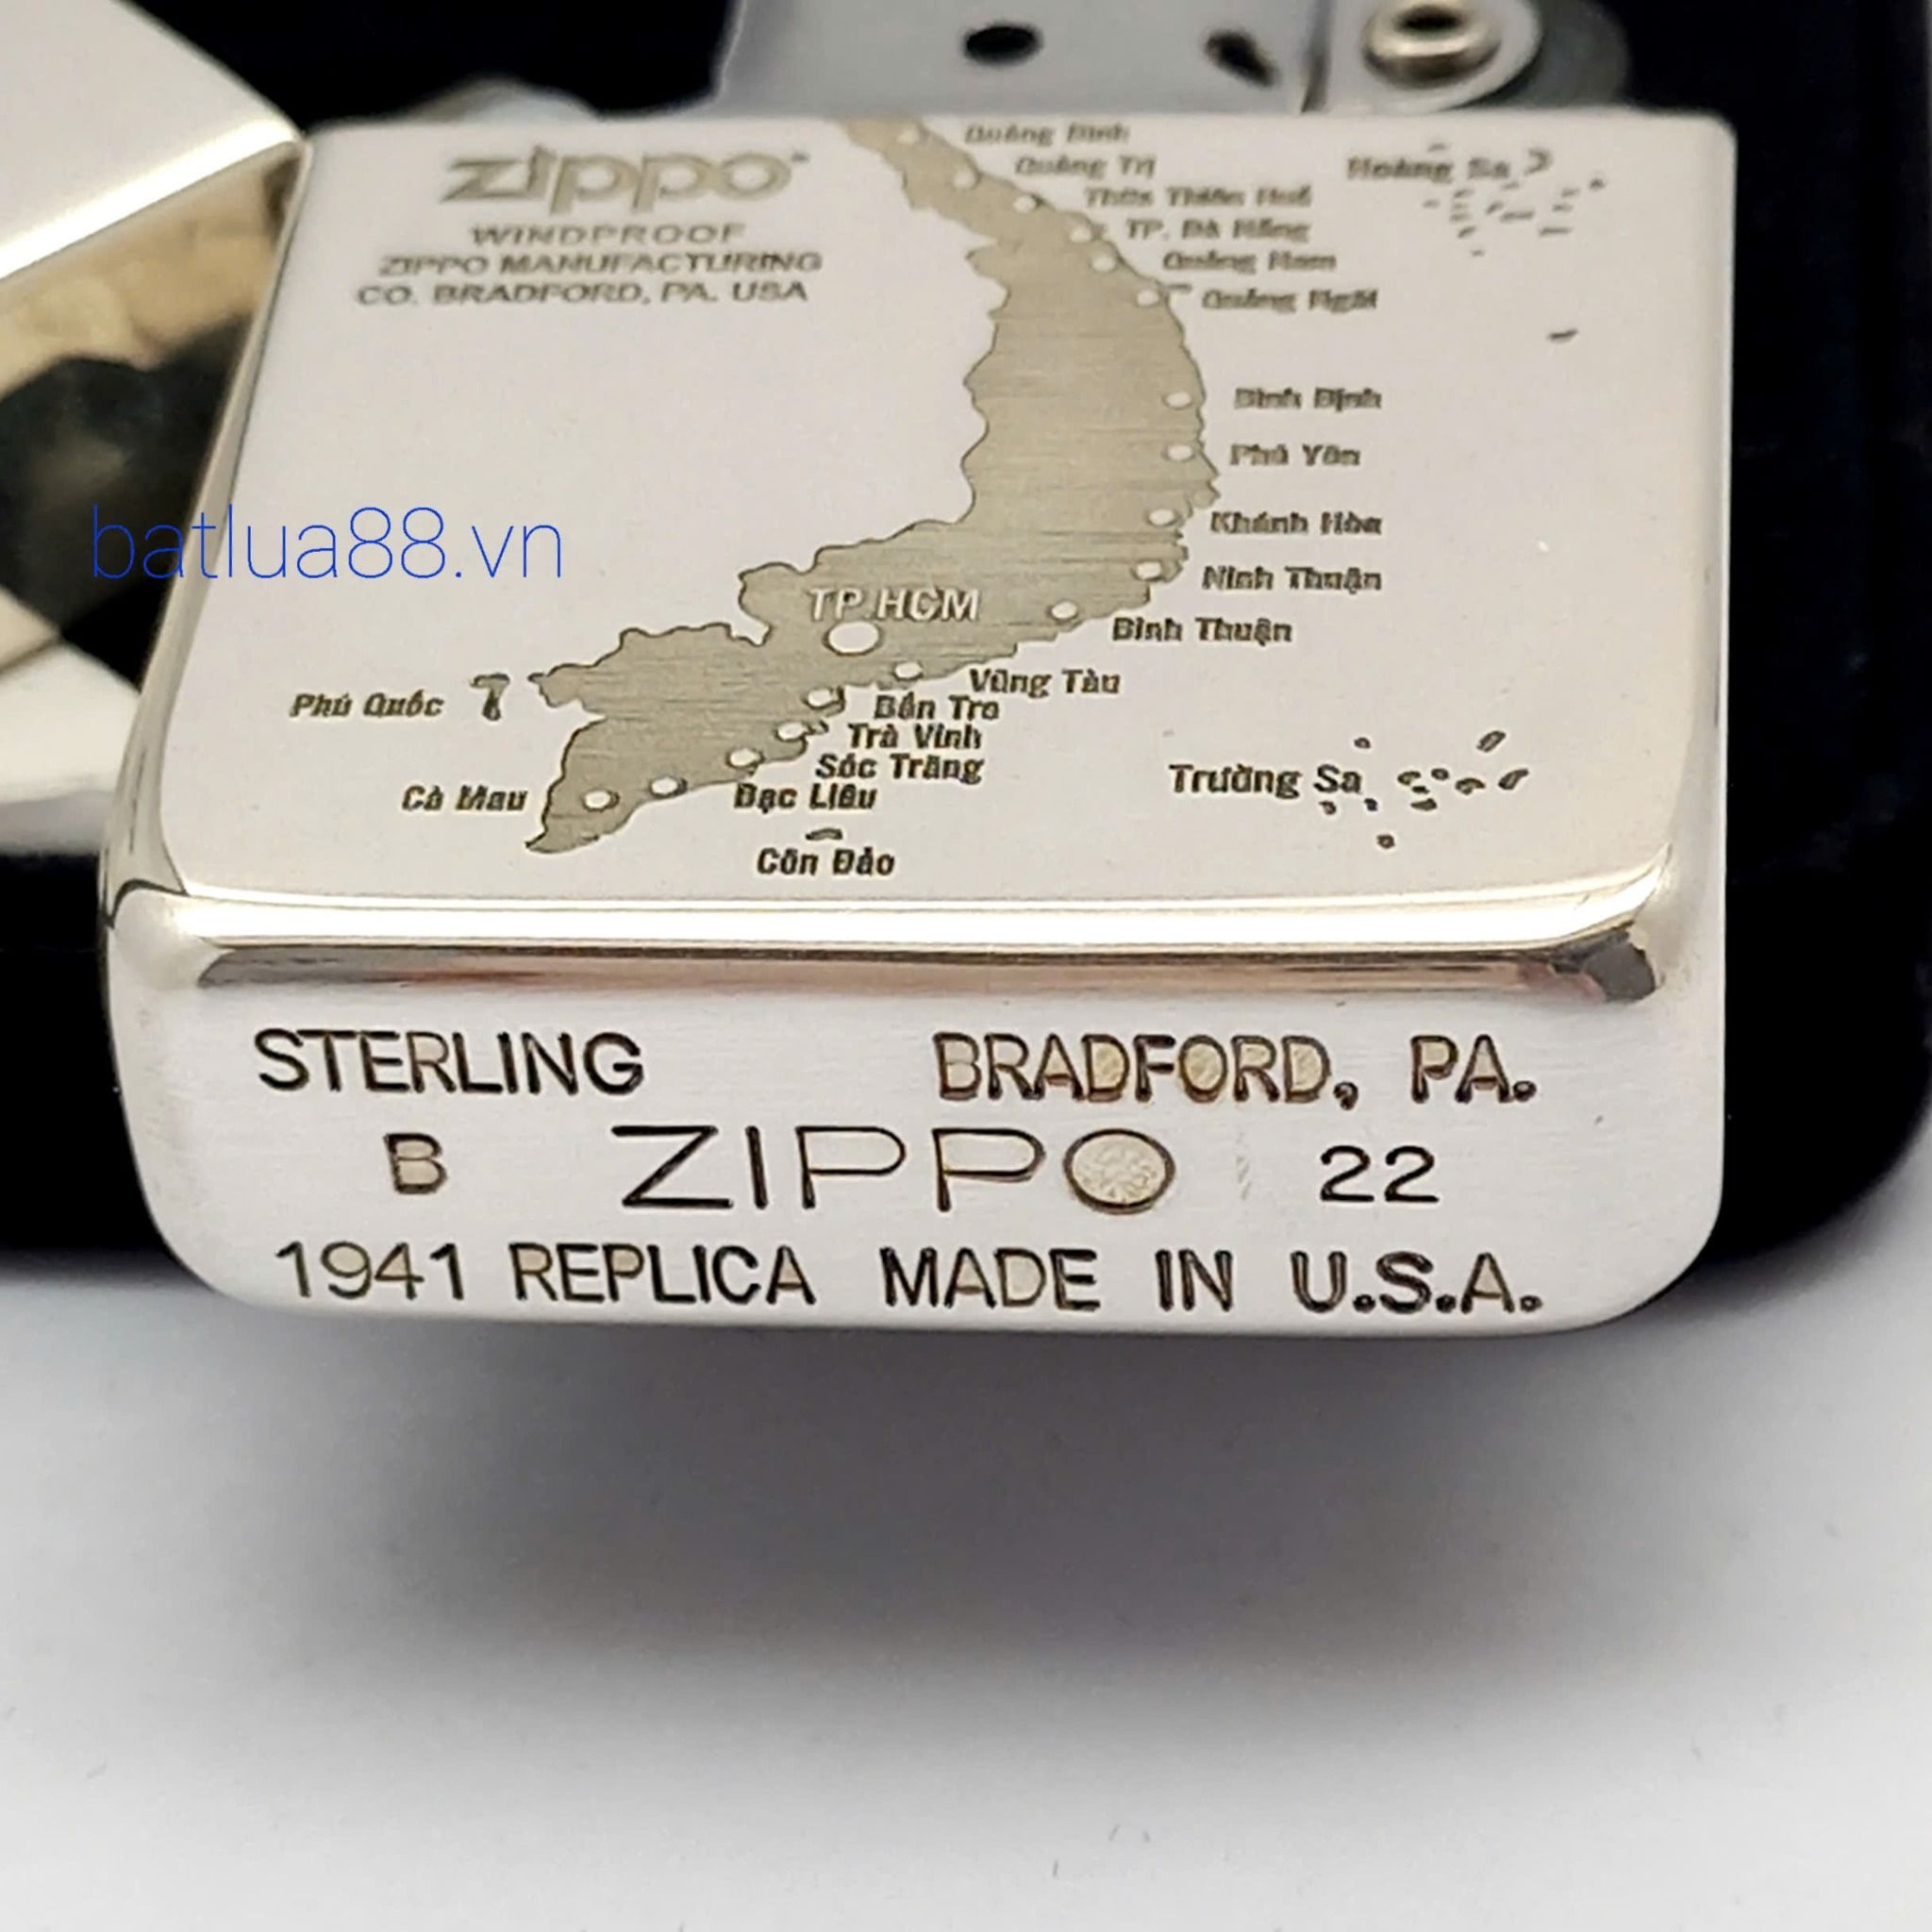 zippo
WINDPROOF
ZIPPO MANUFACTURING
CO. BRADFORD, PA. USA
Quảng Bình
Quảng Trị
Thừa Thiên Huế
TP. Đà Nẵng
Quảng Nam
Quảng Ngãi
Hoàng Sa
Bình Định
Phú Yên
Khánh Hòa
Ninh Thuận
Bình Thuận
batlua88.vn
TP.HCM
Vũng Tàu
Phú Quốc
Bến Tre
Trà Vinh
Sóc Trăng
Trường Sa
Cà Mau
Bạc Liêu
Côn Đảo
STERLING BRADFORD, PA.
B ZIPPO 22
1941 REPLICA MADE IN U.S.A.